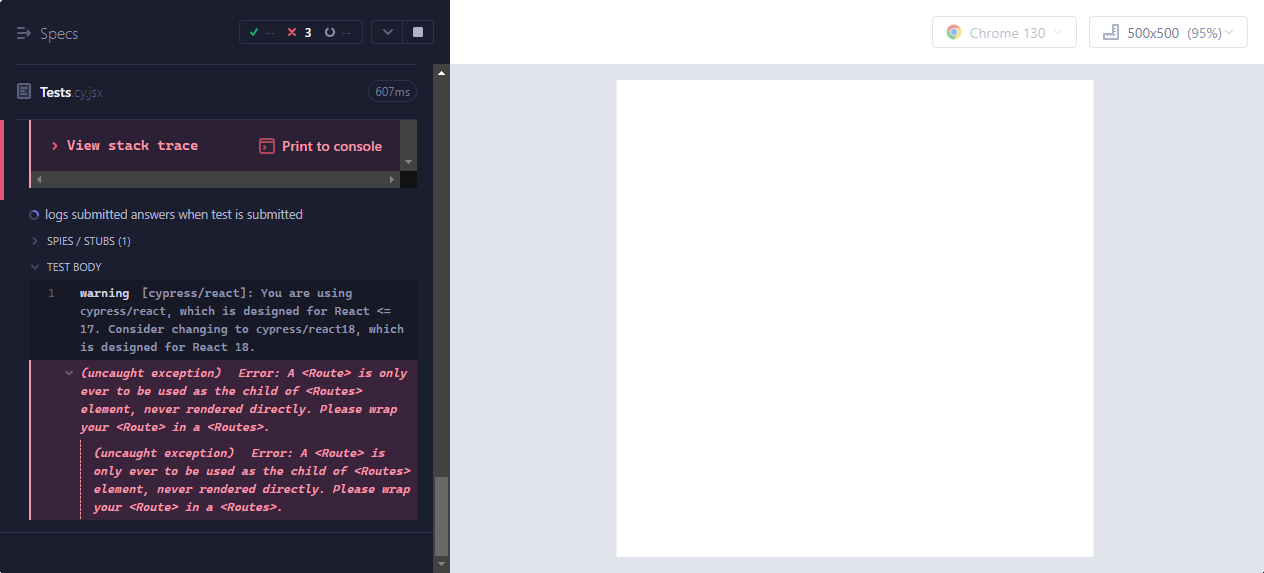 Specs
-- 3 --
Chrome 130
500x500 (95%)
Tests.cy.jsx
607ms
View stack trace
Print to console
logs submitted answers when test is submitted
SPIES / STUBS (1)
TEST BODY
1 warning [cypress/react]: You are using
cypress/react, which is designed for React <=
17. Consider changing to cypress/react18, which
is designed for React 18.
(uncaught exception) Error: A <Route> is only
ever to be used as the child of <Routes>
element, never rendered directly. Please wrap
your <Route> in a <Routes>.
(uncaught exception) Error: A <Route> is
only ever to be used as the child of <Routes>
element, never rendered directly. Please wrap
your <Route> in a <Routes>.